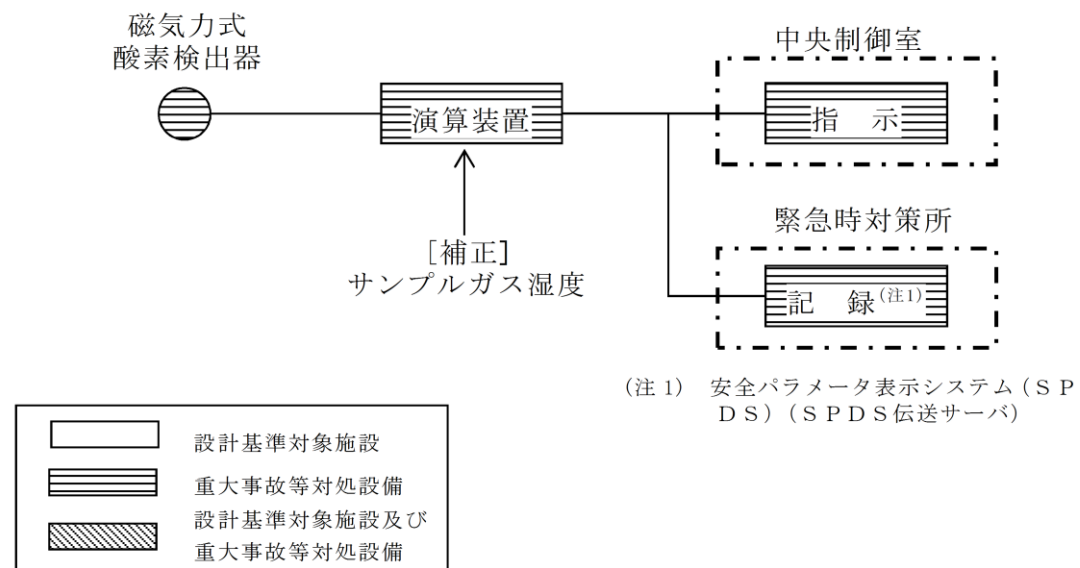 磁気力式
酸素検出器
中央制御室
演算装置
指　示
[補正]
サンプルガス湿度
緊急時対策所
記　録(注1)
(注1)　安全パラメータ表示システム(SP
DS)(SPDS伝送サーバ)
設計基準対象施設
重大事故等対処設備
設計基準対象施設及び
重大事故等対処設備